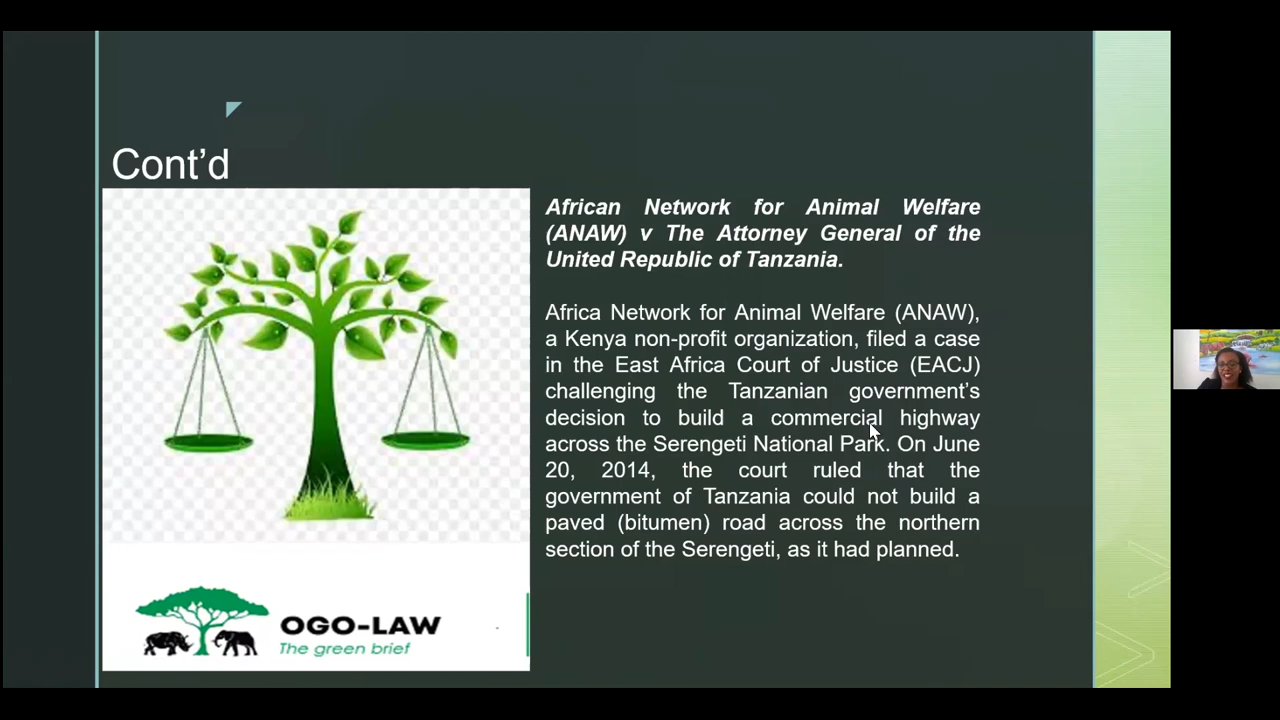 Cont’d
African Network for Animal Welfare
(ANAW) v The Attorney General of the
United Republic of Tanzania.
Africa Network for Animal Welfare (ANAW),
a Kenya non-profit organization, filed a case
in the East Africa Court of Justice (EACJ)
challenging the Tanzanian government’s
decision to build a commercial highway
across the Serengeti National Park. On June
20, 2014, the court ruled that the
government of Tanzania could not build a
paved (bitumen) road across the northern
section of the Serengeti, as it had planned.
OGO-LAW
The green brief